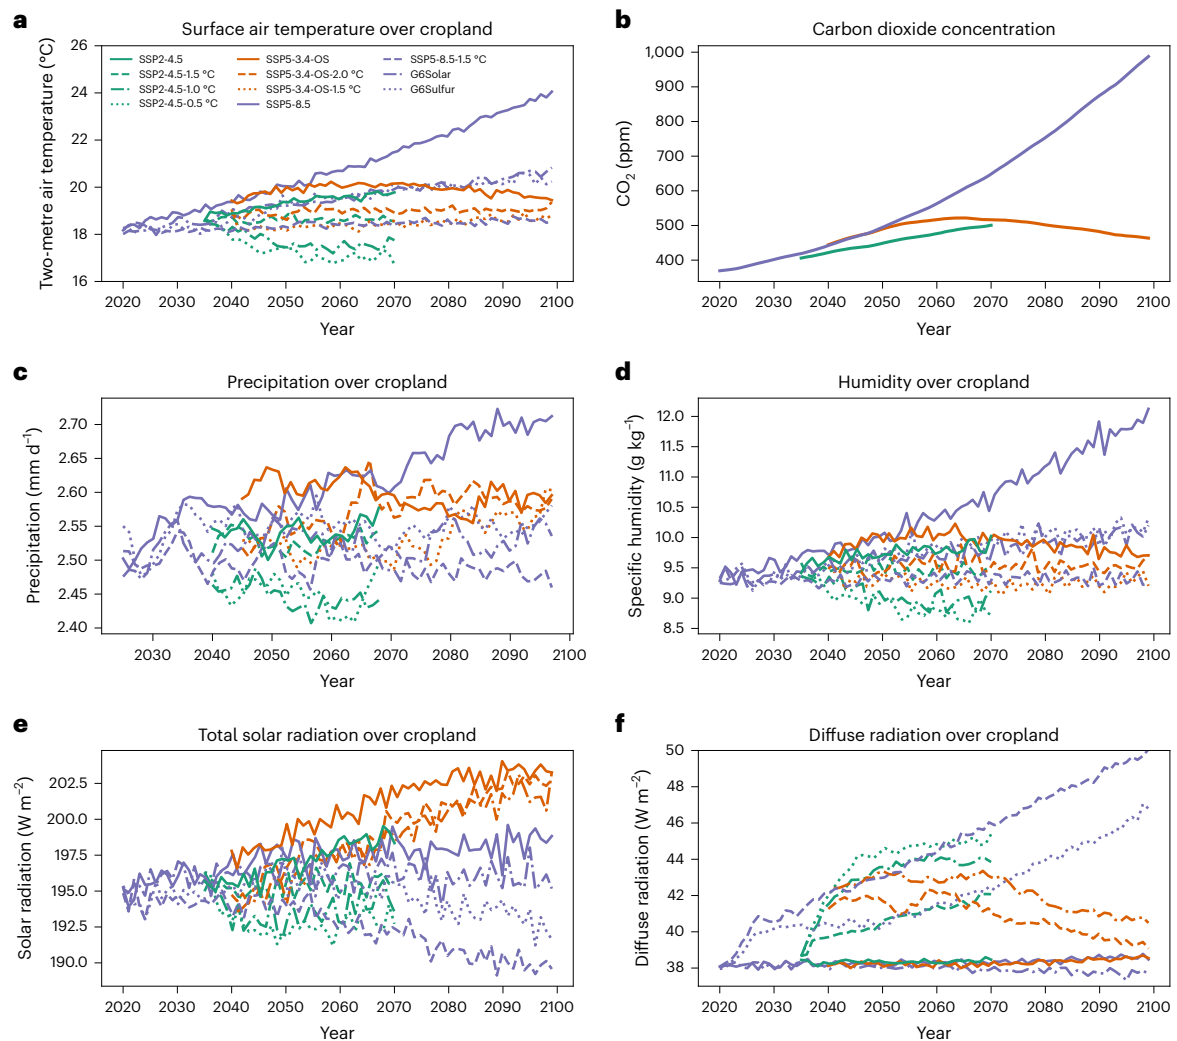 a
Surface air temperature over cropland
Two-metre air temperature (°C)
26
24
22
20
18
16
SSP2-4.5
SSP2-4.5-1.5 °C
SSP2-4.5-1.0 °C
SSP2-4.5-0.5 °C
SSP5-3.4-OS
SSP5-3.4-OS-2.0 °C
SSP5-3.4-OS-1.5 °C
SSP5-8.5
SSP5-8.5-1.5 °C
G6Solar
G6Sulfur
2020 2030 2040 2050 2060 2070 2080 2090 2100
Year
b
Carbon dioxide concentration
CO2 (ppm)
1,000
900
800
700
600
500
400
2020 2030 2040 2050 2060 2070 2080 2090 2100
Year
c
Precipitation over cropland
Precipitation (mm d−1)
2.70
2.65
2.60
2.55
2.50
2.45
2.40
2030 2040 2050 2060 2070 2080 2090 2100
Year
d
Humidity over cropland
Specific humidity (g kg−1)
12.0
11.5
11.0
10.5
10.0
9.5
9.0
8.5
2020 2030 2040 2050 2060 2070 2080 2090 2100
Year
e
Total solar radiation over cropland
Solar radiation (W m−2)
202.5
200.0
197.5
195.0
192.5
190.0
2020 2030 2040 2050 2060 2070 2080 2090 2100
Year
f
Diffuse radiation over cropland
Diffuse radiation (W m−2)
50
48
46
44
42
40
38
2020 2030 2040 2050 2060 2070 2080 2090 2100
Year